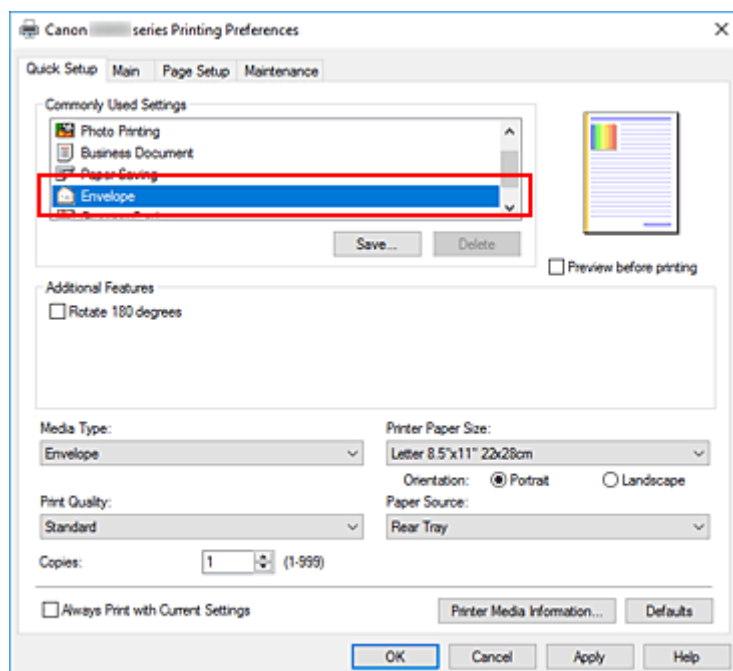 Canon series Printing Preferences
Quick Setup Main Page Setup Maintenance
Commonly Used Settings
Photo Printing
Business Document
Paper Saving
Envelope
Save... Delete
Preview before printing
Additional Features
Rotate 180 degrees
Media Type: Printer Paper Size:
Envelope Letter 8.5"x11" 22x28cm
Orientation: Portrait Landscape
Print Quality: Paper Source:
Standard Rear Tray
Copies: 1 (1-999)
Always Print with Current Settings Printer Media Information... Defaults
OK Cancel Apply Help